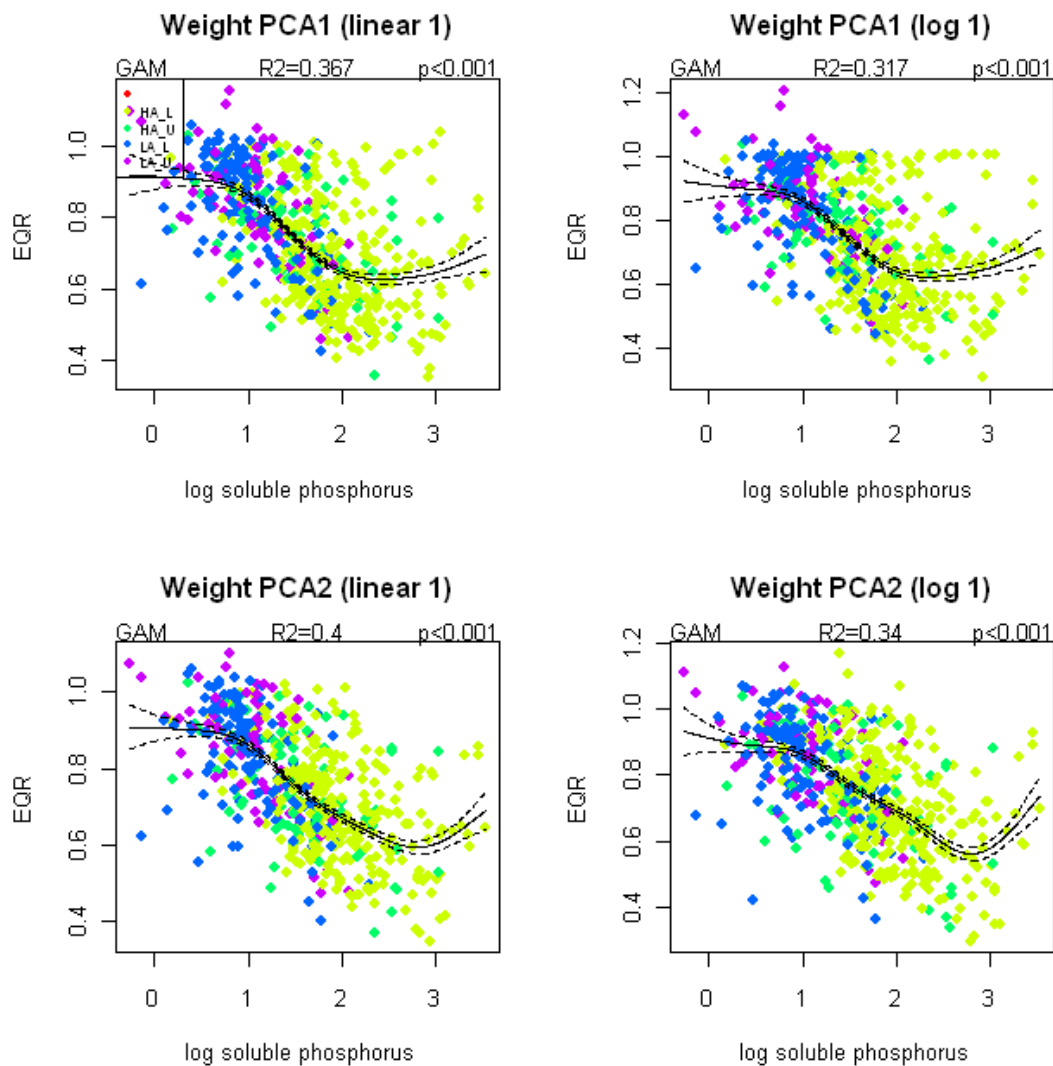 Weight PCA1 (linear 1)
GAM R2=0.367 p<0.001
HA_L
HA_U
LA_L
LA_U
EQR
0.4 0.6 0.8 1.0
0 1 2 3
log soluble phosphorus
Weight PCA1 (log 1)
GAM R2=0.317 p<0.001
EQR
0.4 0.6 0.8 1.0 1.2
0 1 2 3
log soluble phosphorus
Weight PCA2 (linear 1)
GAM R2=0.4 p<0.001
EQR
0.4 0.6 0.8 1.0
0 1 2 3
log soluble phosphorus
Weight PCA2 (log 1)
GAM R2=0.34 p<0.001
EQR
0.4 0.6 0.8 1.0 1.2
0 1 2 3
log soluble phosphorus